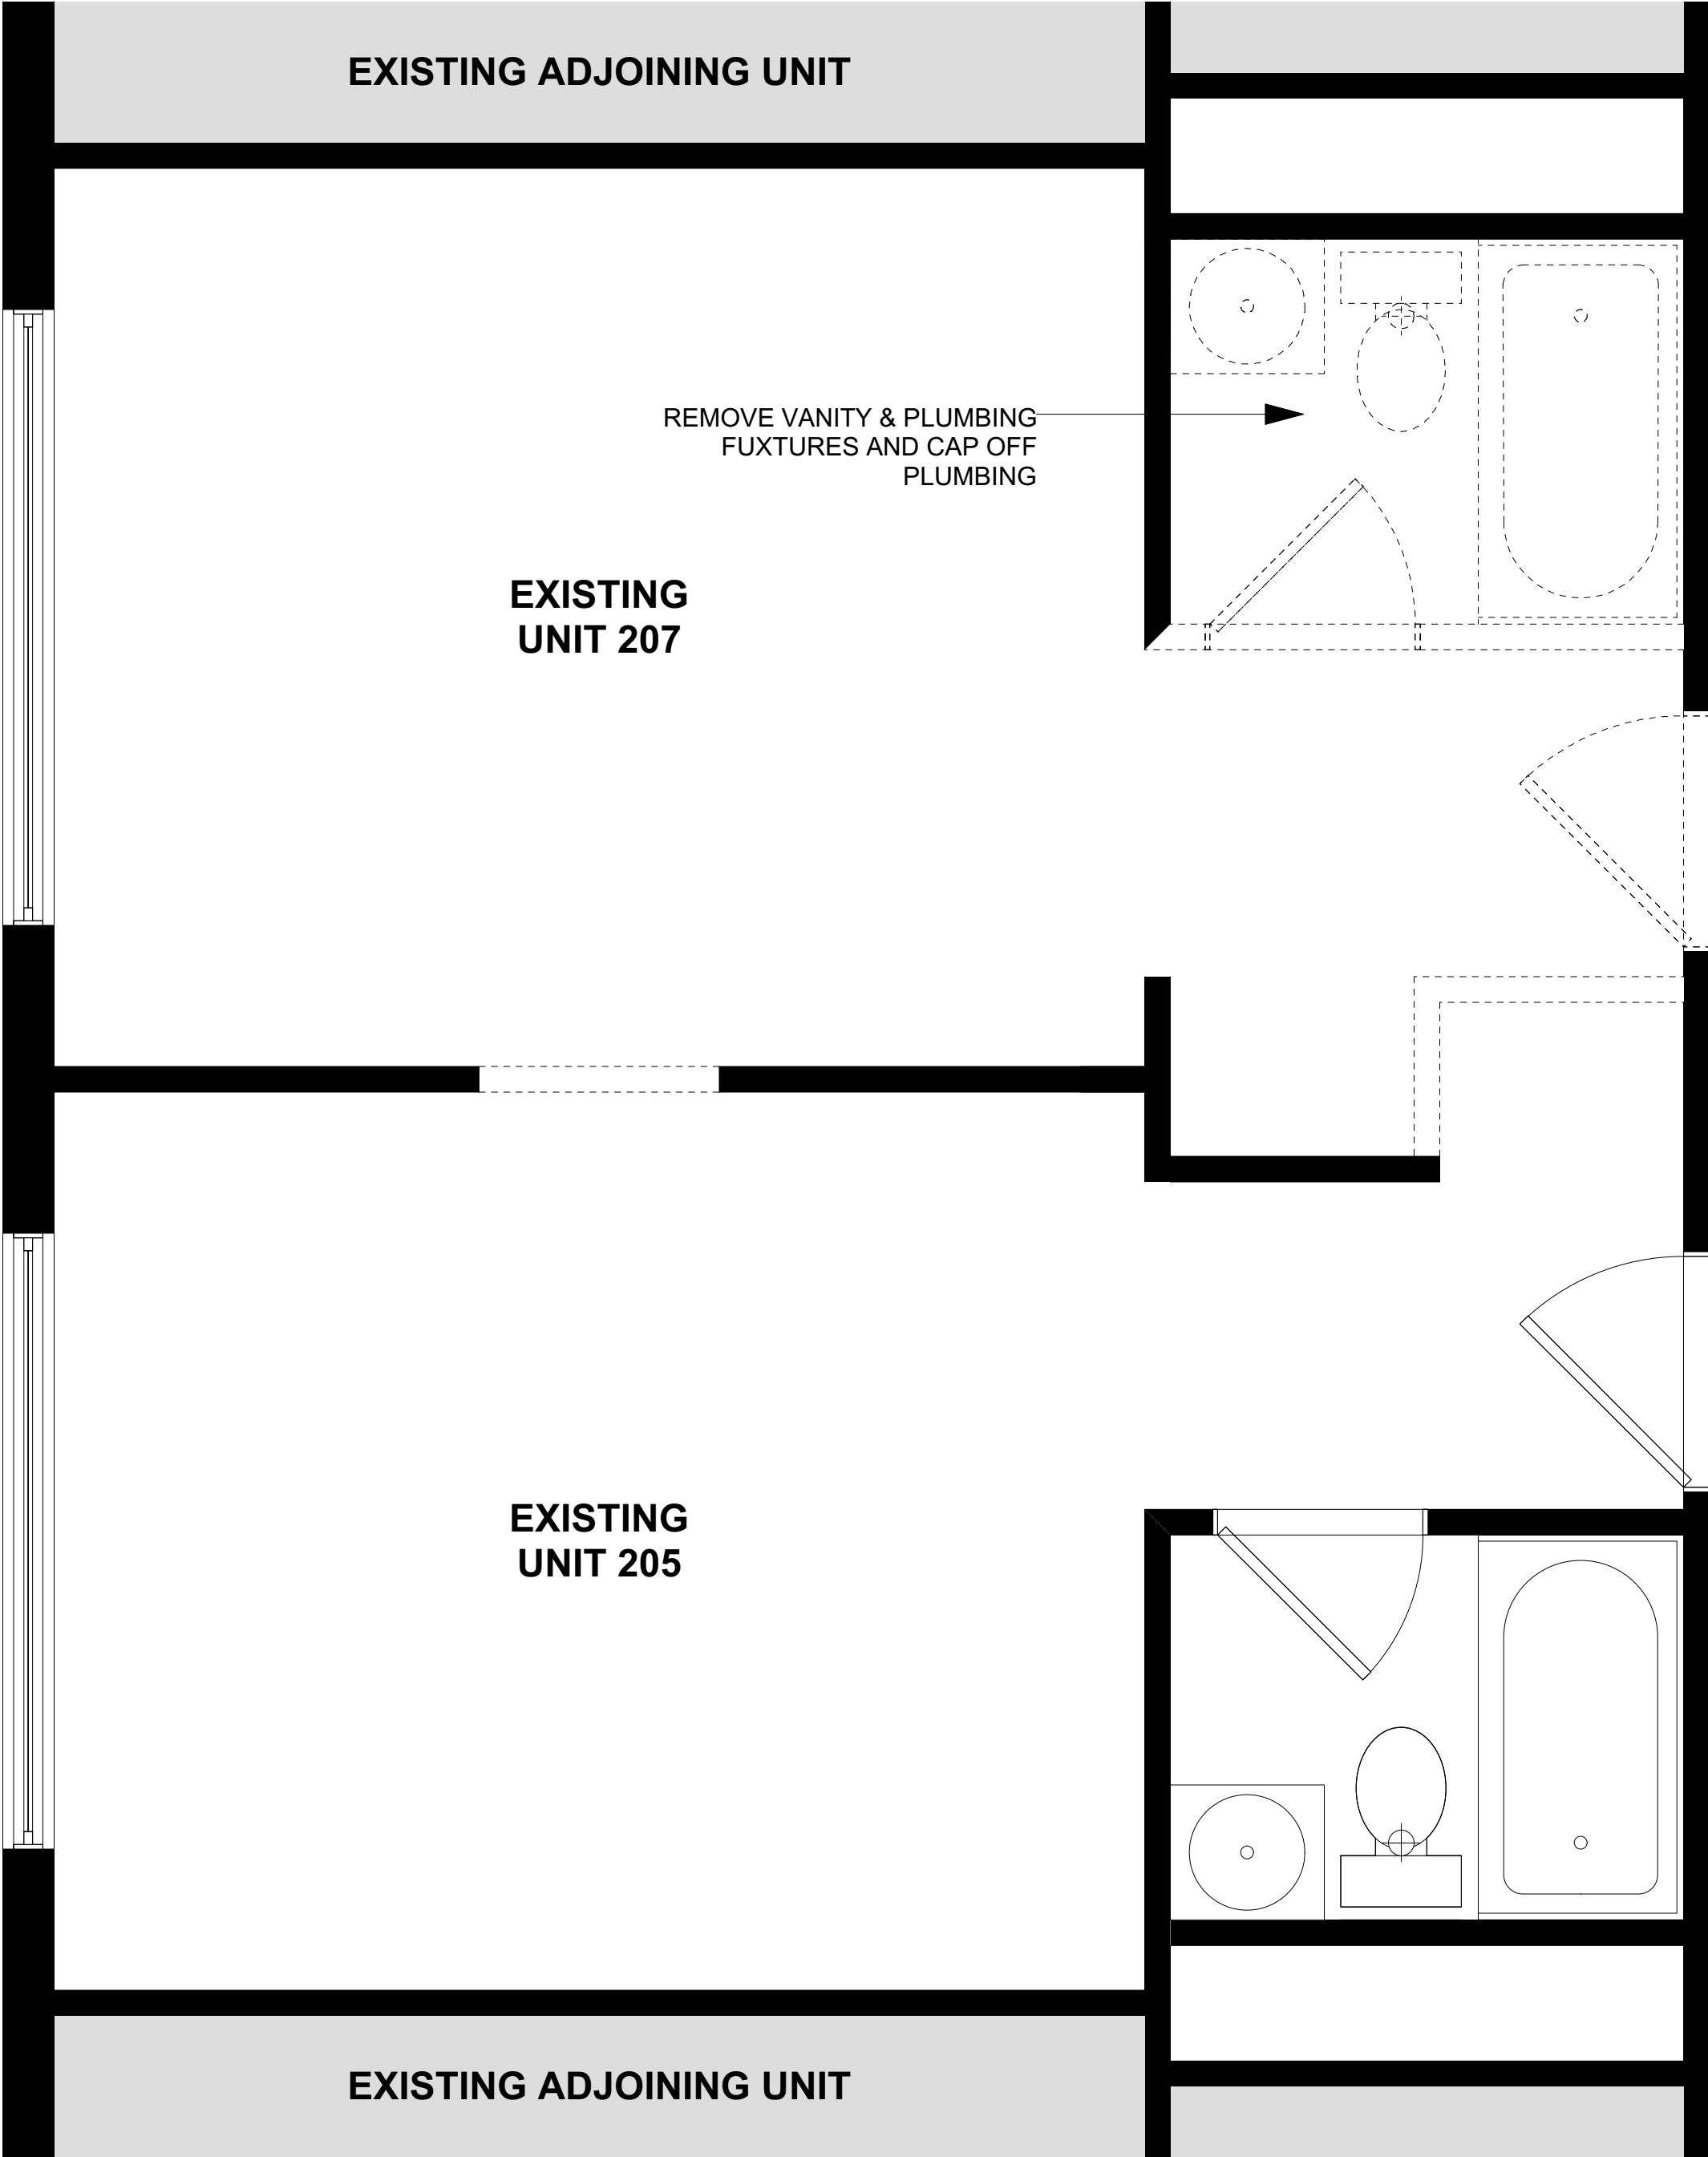 EXISTING ADJOINING UNIT
REMOVE VANITY & PLUMBING
FUXTURES AND CAP OFF
PLUMBING
EXISTING
UNIT 207
EXISTING
UNIT 205
EXISTING ADJOINING UNIT